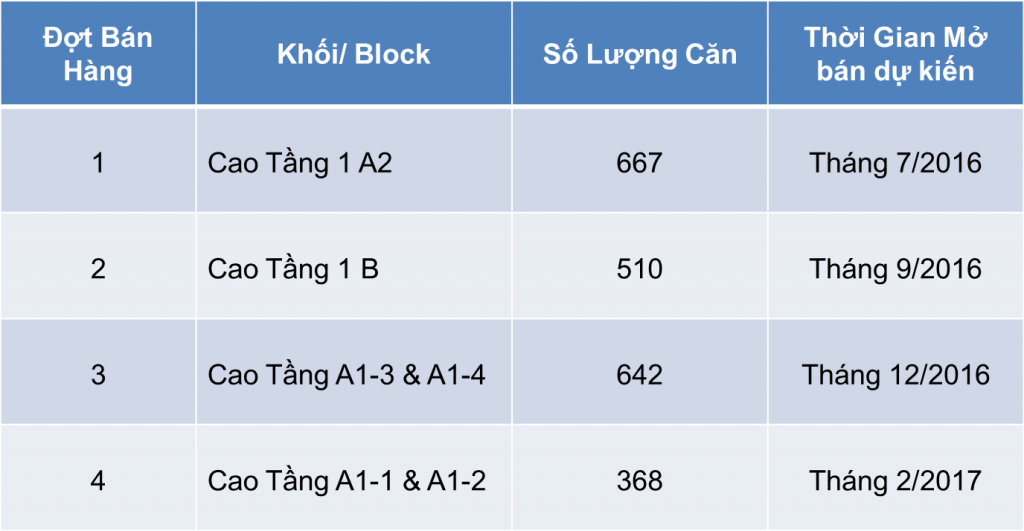 Đợt Bán
Hàng
Khối/ Block
Số Lượng Căn
Thời Gian Mở
bán dự kiến
1
Cao Tầng 1 A2
667
Tháng 7/2016
2
Cao Tầng 1 B
510
Tháng 9/2016
3
Cao Tầng A1-3 & A1-4
642
Tháng 12/2016
4
Cao Tầng A1-1 & A1-2
368
Tháng 2/2017